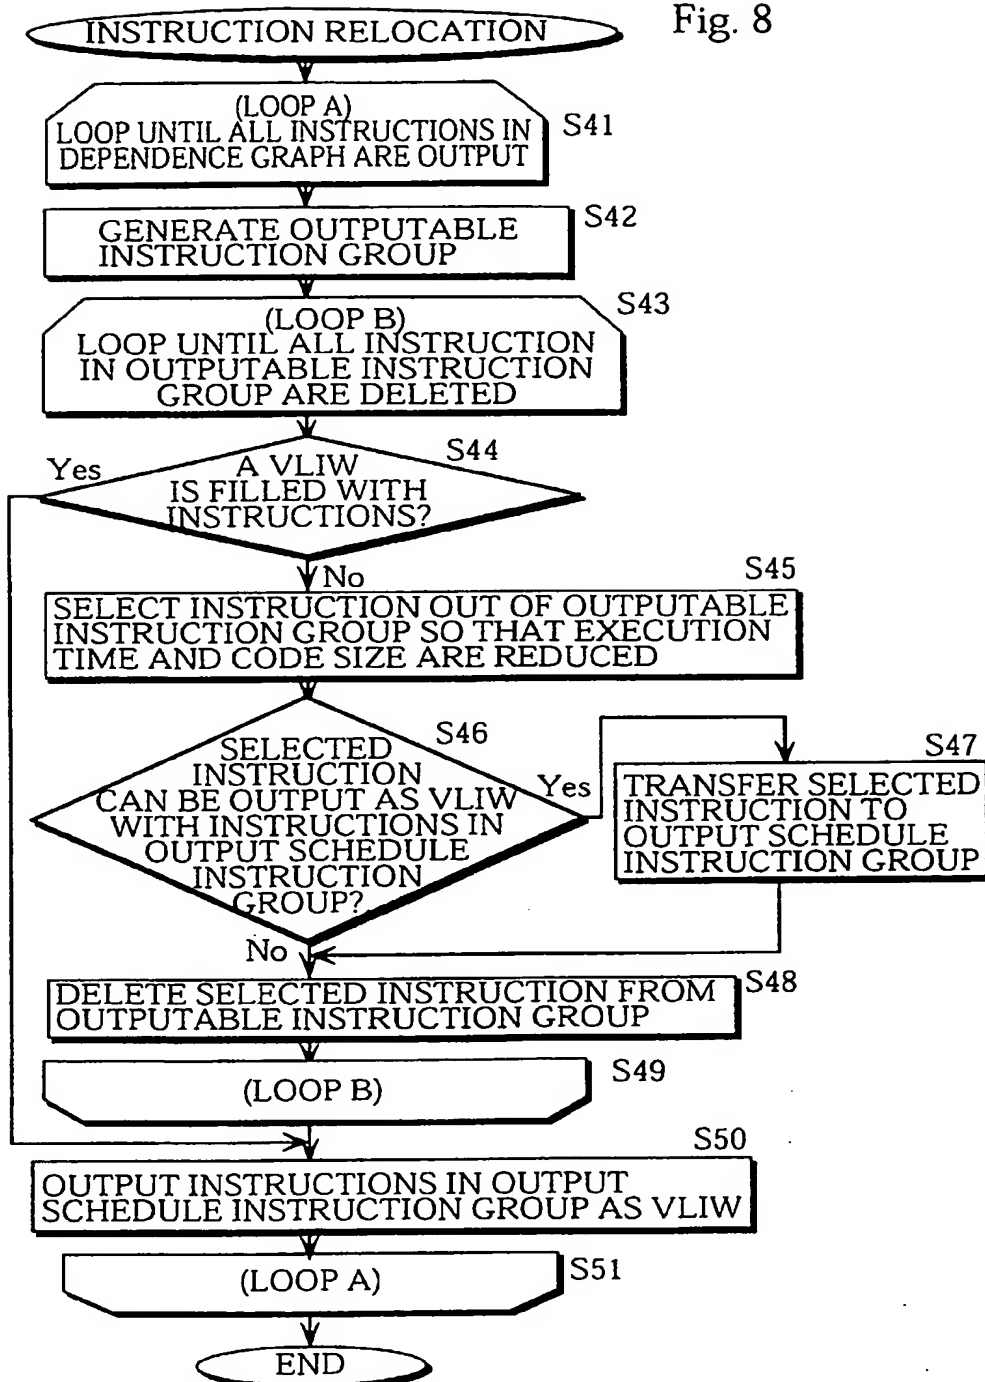 Fig. 8
INSTRUCTION RELOCATION
(LOOP A)
LOOP UNTIL ALL INSTRUCTIONS IN
DEPENDENCE GRAPH ARE OUTPUT
S41
S42
GENERATE OUTPUTABLE
INSTRUCTION GROUP
S43
(LOOP B)
LOOP UNTIL ALL INSTRUCTION
IN OUTPUTABLE INSTRUCTION
GROUP ARE DELETED
S44
Yes
A VLIW
IS FILLED WITH
INSTRUCTIONS?
No
S45
SELECT INSTRUCTION OUT OF OUTPUTABLE
INSTRUCTION GROUP SO THAT EXECUTION
TIME AND CODE SIZE ARE REDUCED
S46
SELECTED
INSTRUCTION
CAN BE OUTPUT AS VLIW
WITH INSTRUCTIONS IN
OUTPUT SCHEDULE
INSTRUCTION
GROUP?
Yes
S47
TRANSFER SELECTED
INSTRUCTION TO
OUTPUT SCHEDULE
INSTRUCTION GROUP
No
S48
DELETE SELECTED INSTRUCTION FROM
OUTPUTABLE INSTRUCTION GROUP
S49
(LOOP B)
S50
OUTPUT INSTRUCTIONS IN OUTPUT
SCHEDULE INSTRUCTION GROUP AS VLIW
S51
(LOOP A)
END